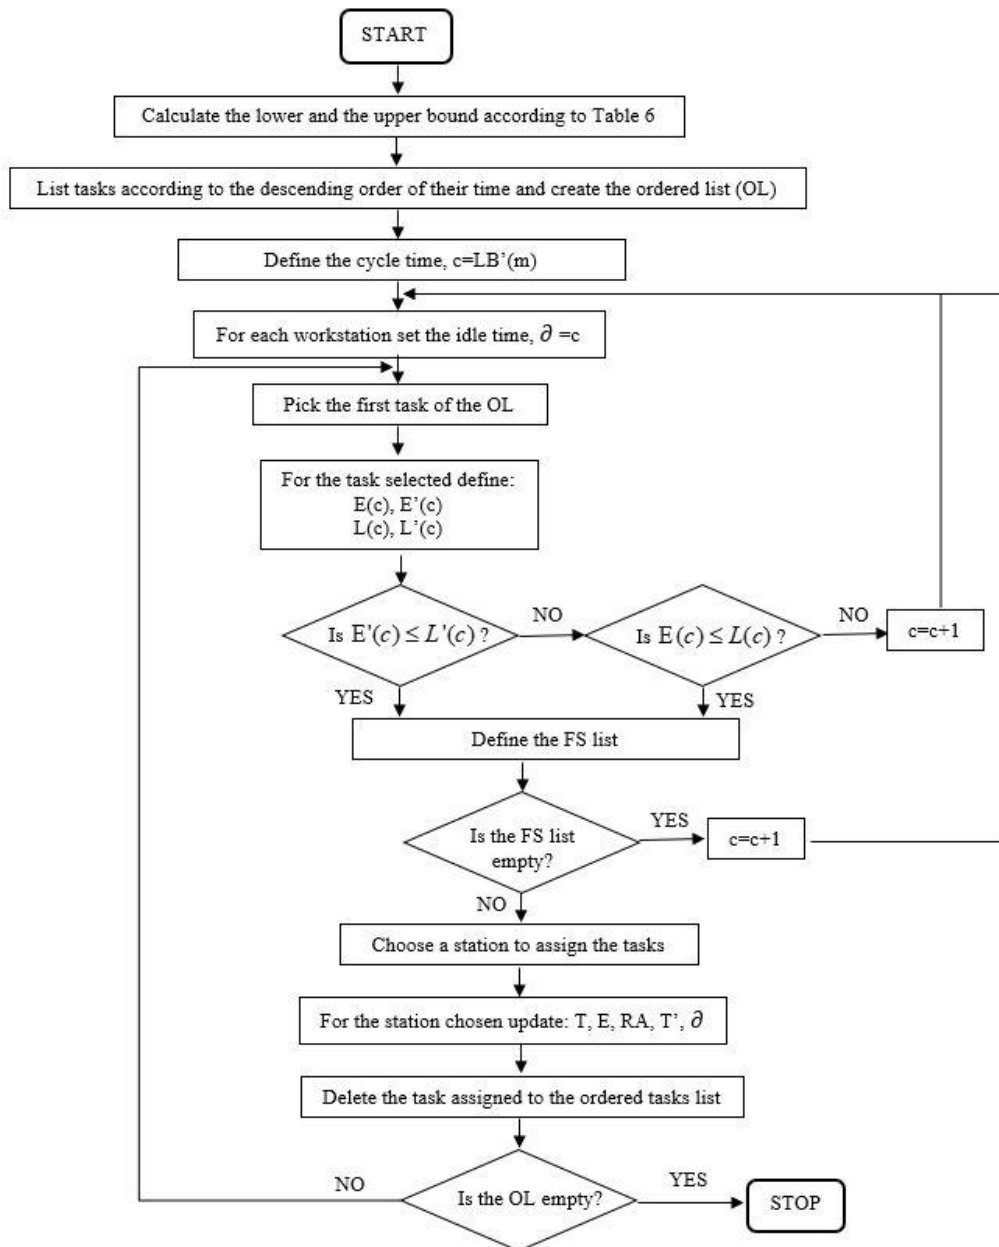 START
Calculate the lower and the upper bound according to Table 6
List tasks according to the descending order of their time and create the ordered list (OL)
Define the cycle time, c=LB’(m)
For each workstation set the idle time, ∂ =c
Pick the first task of the OL
For the task selected define:
E(c), E’(c)
L(c), L’(c)
Is E'(c) ≤ L'(c) ?
NO
Is E(c) ≤ L(c) ?
NO
c=c+1
YES
YES
Define the FS list
Is the FS list
empty?
YES
c=c+1
NO
Choose a station to assign the tasks
For the station chosen update: T, E, RA, T’, ∂
Delete the task assigned to the ordered tasks list
Is the OL empty?
NO
YES
STOP